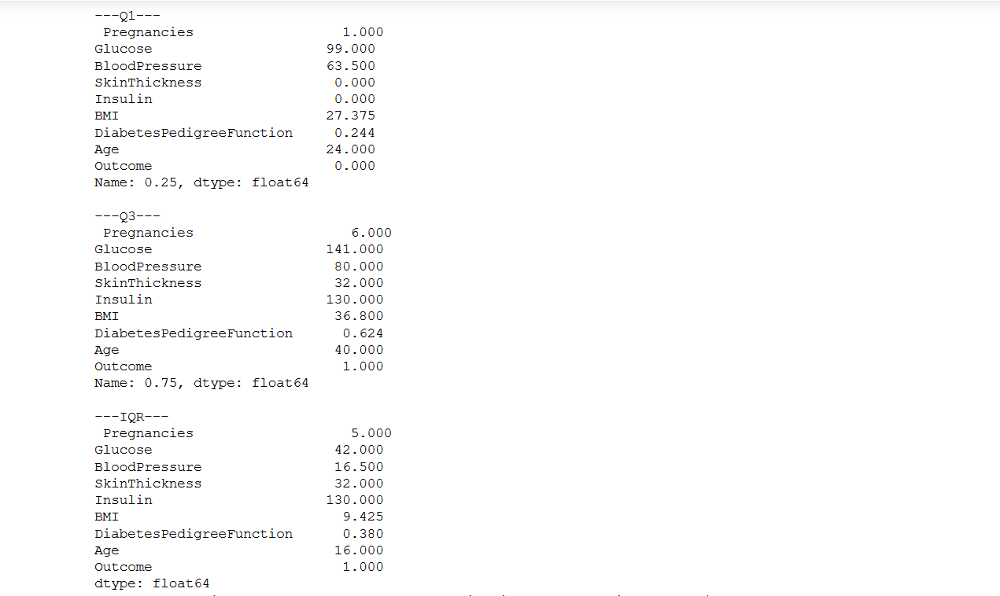 ---Q1---
 Pregnancies                  1.000
Glucose                     99.000
BloodPressure               63.500
SkinThickness                0.000
Insulin                      0.000
BMI                         27.375
DiabetesPedigreeFunction     0.244
Age                         24.000
Outcome                      0.000
Name: 0.25, dtype: float64

---Q3---
 Pregnancies                   6.000
Glucose                     141.000
BloodPressure                80.000
SkinThickness                32.000
Insulin                     130.000
BMI                          36.800
DiabetesPedigreeFunction      0.624
Age                          40.000
Outcome                       1.000
Name: 0.75, dtype: float64

---IQR---
 Pregnancies                   5.000
Glucose                      42.000
BloodPressure                16.500
SkinThickness                32.000
Insulin                     130.000
BMI                           9.425
DiabetesPedigreeFunction      0.380
Age                          16.000
Outcome                       1.000
dtype: float64